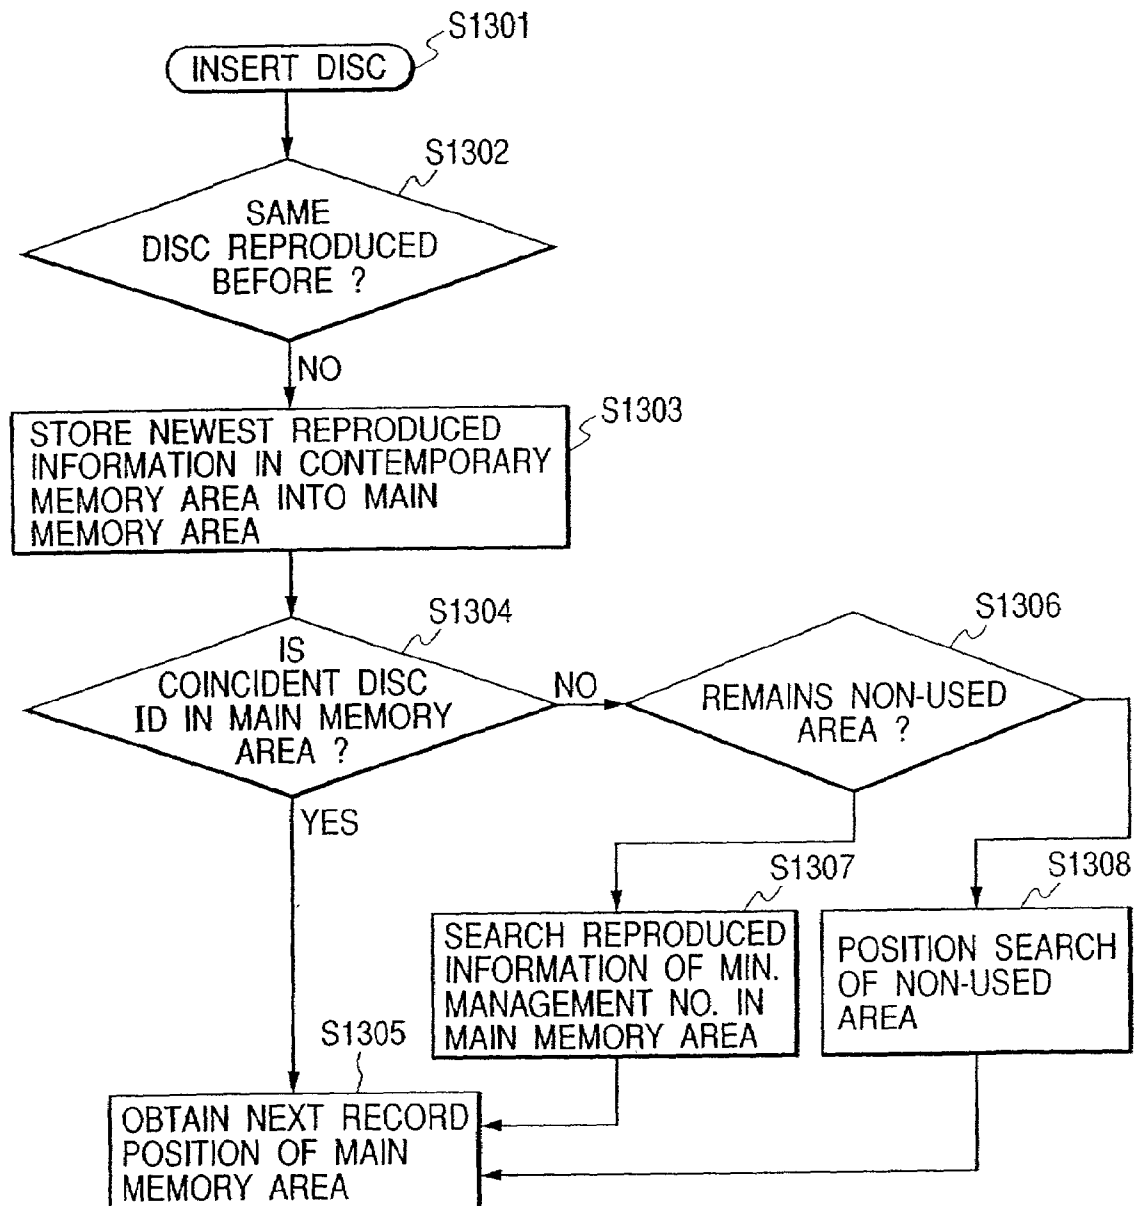 S1301
INSERT DISC
S1302
SAME
DISC REPRODUCED
BEFORE ?
NO
S1303
STORE NEWEST REPRODUCED
INFORMATION IN CONTEMPORARY
MEMORY AREA INTO MAIN
MEMORY AREA
S1304
IS
COINCIDENT DISC
ID IN MAIN MEMORY
AREA ?
NO
YES
S1306
REMAINS NON-USED
AREA ?
S1307
SEARCH REPRODUCED
INFORMATION OF MIN.
MANAGEMENT NO. IN
MAIN MEMORY AREA
S1308
POSITION SEARCH
OF NON-USED
AREA
S1305
OBTAIN NEXT RECORD
POSITION OF MAIN
MEMORY AREA